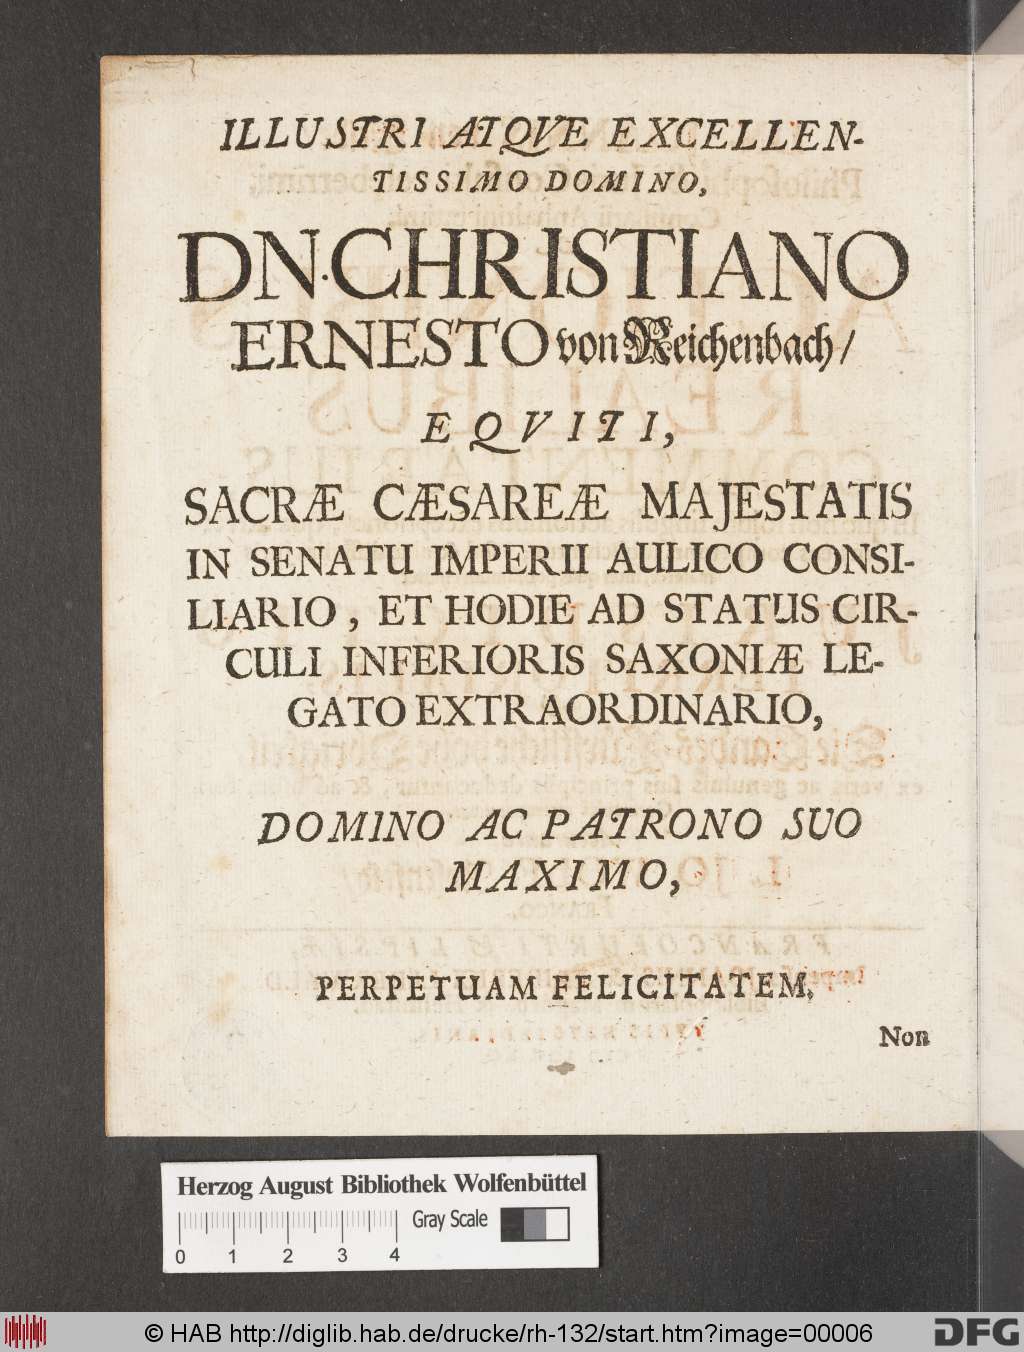 ILLUSTRI ATQVE EXCELLEN-
TISSIMO DOMINO,
DN. CHRISTIANO
ERNESTO von Reichenbach/
EQVITI,
SACRÆ CÆSAREÆ MAJESTATIS
IN SENATU IMPERII AULICO CONSI-
LIARIO, ET HODIE AD STATUS CIR-
CULI INFERIORIS SAXONIÆ LE-
GATO EXTRAORDINARIO,
DOMINO AC PATRONO SUO
MAXIMO,
PERPETUAM FELICITATEM.
Non
Herzog August Bibliothek Wolfenbüttel
Gray Scale
0 1 2 3 4
© HAB http://diglib.hab.de/drucke/rh-132/start.htm?image=00006
DFG